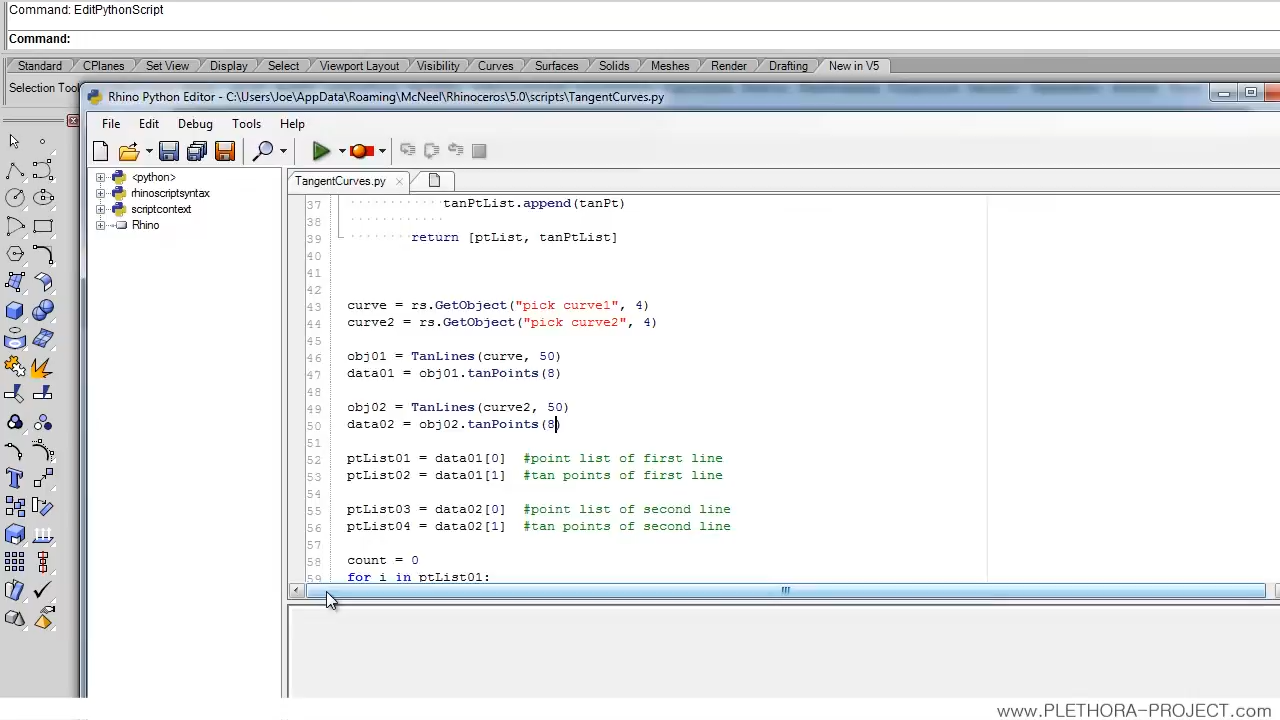 Command: EditPythonScript
Command:
Standard CPlanes Set View Display Select Viewport Layout Visibility Curves Surfaces Solids Meshes Render Drafting New in V5
Selection Tool
Rhino Python Editor - C:\Users\Joe\AppData\Roaming\McNeel\Rhinoceros\5.0\scripts\TangentCurves.py
File Edit Debug Tools Help
<python>
rhinoscriptsyntax
scriptcontext
Rhino
TangentCurves.py
37 tanPtList.append(tanPt)
38
39 return [ptList, tanPtList]
40
41
42
43 curve = rs.GetObject("pick curve1", 4)
44 curve2 = rs.GetObject("pick curve2", 4)
45
46 obj01 = TanLines(curve, 50)
47 data01 = obj01.tanPoints(8)
48
49 obj02 = TanLines(curve2, 50)
50 data02 = obj02.tanPoints(8)
51
52 ptList01 = data01[0] #point list of first line
53 ptList02 = data01[1] #tan points of first line
54
55 ptList03 = data02[0] #point list of second line
56 ptList04 = data02[1] #tan points of second line
57
58 count = 0
59 for i in ptList01:
www.PLETHORA-PROJECT.com